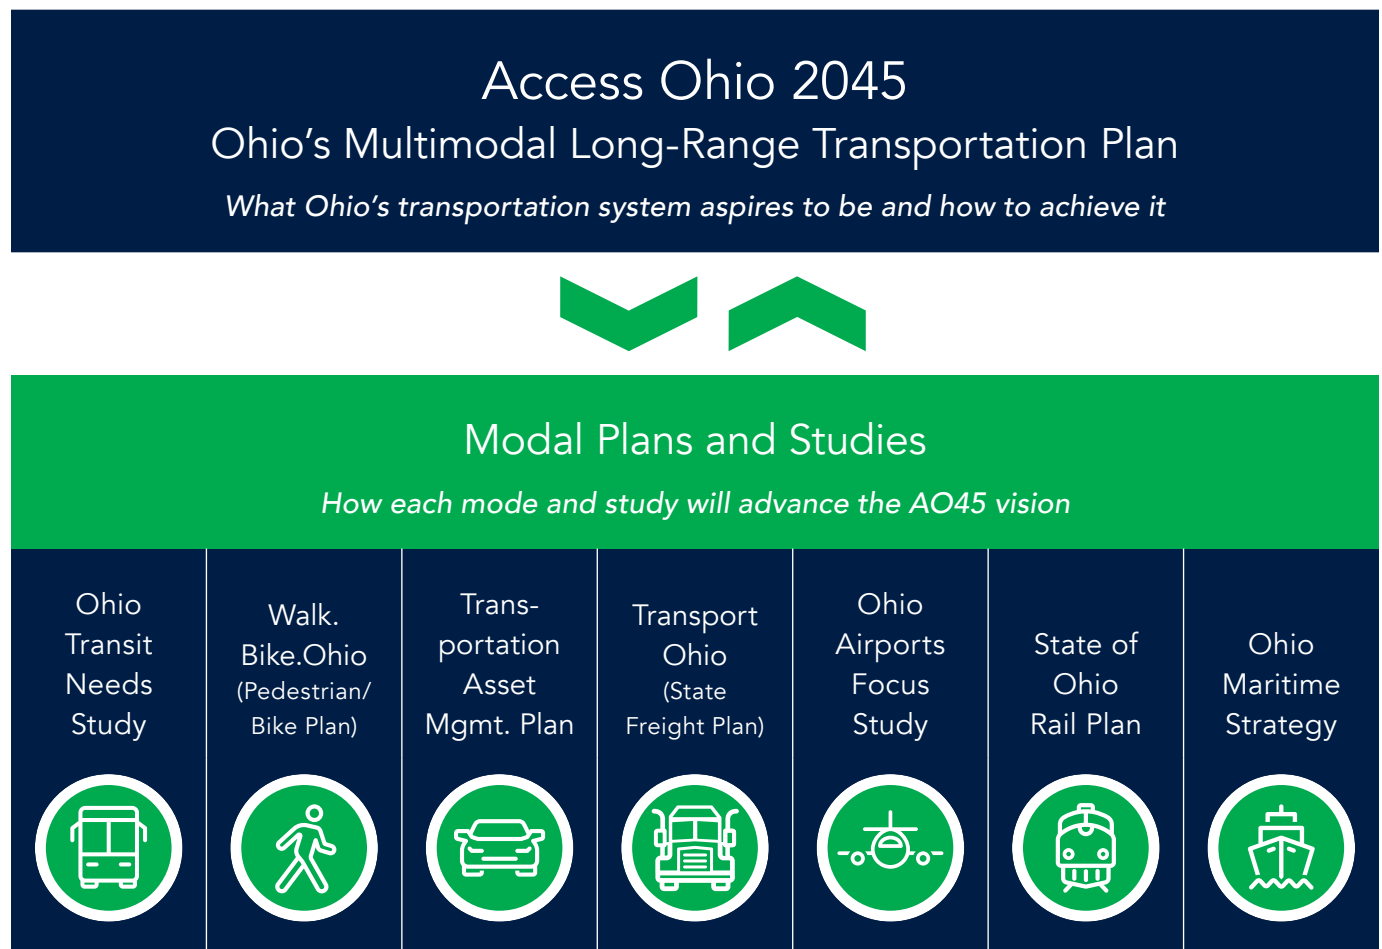 Access Ohio 2045
Ohio’s Multimodal Long-Range Transportation Plan
What Ohio’s transportation system aspires to be and how to achieve it
Modal Plans and Studies
How each mode and study will advance the AO45 vision
Ohio
Transit
Needs
Study
Walk.
Bike.Ohio
(Pedestrian/
Bike Plan)
Trans-
portation
Asset
Mgmt. Plan
Transport
Ohio
(State
Freight Plan)
Ohio
Airports
Focus
Study
State of
Ohio
Rail Plan
Ohio
Maritime
Strategy